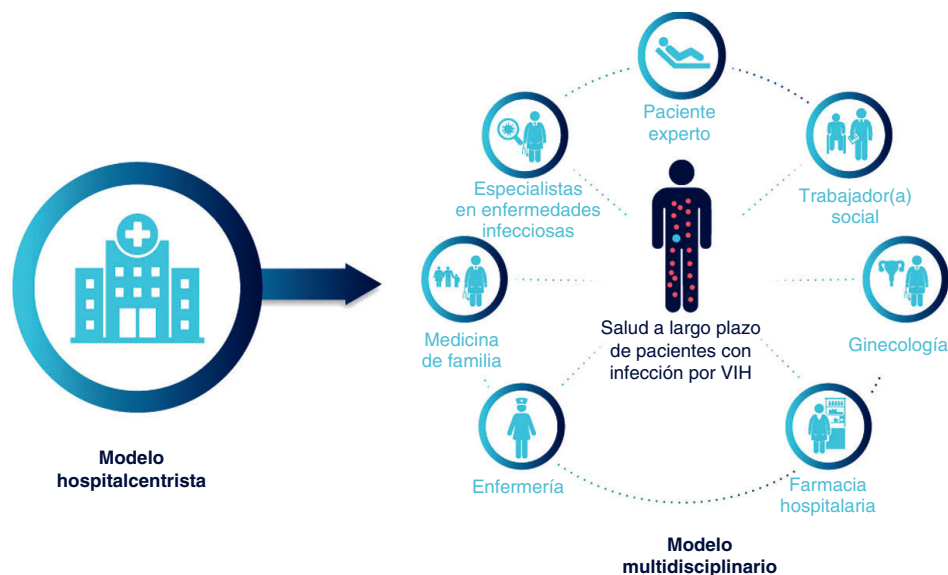 Paciente
experto
Especialistas
en enfermedades
infecciosas
Trabajador(a)
social
Medicina
de familia
Salud a largo plazo
de pacientes con
infección por VIH
Ginecología
Enfermería
Farmacia
hospitalaria
Modelo
hospitalcentrista
Modelo
multidisciplinario